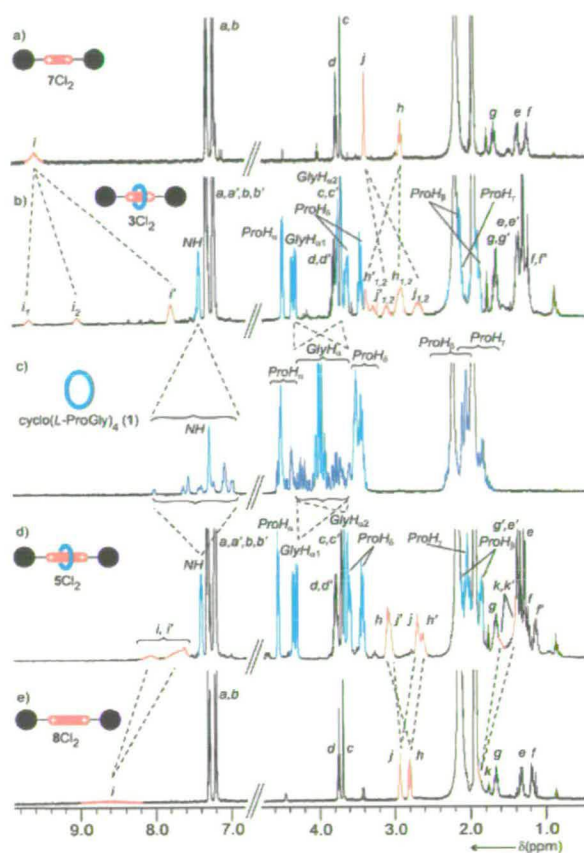 a)
7Cl2
i
a,b
d
c
j
h
g
e
f
b)
3Cl2
i1
i2
i'
NH
a,a',b,b'
ProHα
GlyHα1
GlyHα2
c,c'
ProHδ
d,d'
h'1,2
j'1,2
h1,2
j1,2
ProHβ
ProHγ
g,g'
e,e'
f,f'
c)
cyclo(L-ProGly)4 (1)
NH
ProHα
GlyHα
ProHδ
ProHβ
ProHγ
d)
5Cl2
i, i'
NH
a,a',b,b'
ProHα
GlyHα1
GlyHα2
c,c'
ProHδ
d,d'
h
j'
j
h'
ProHγ
ProHβ
g',e'
k,k'
g
e
f
f'
e)
8Cl2
i
a,b
d
c
j
h
k
g
e
f
9.0 8.0 7.0 4.0 3.0 2.0 1.0
δ(ppm)